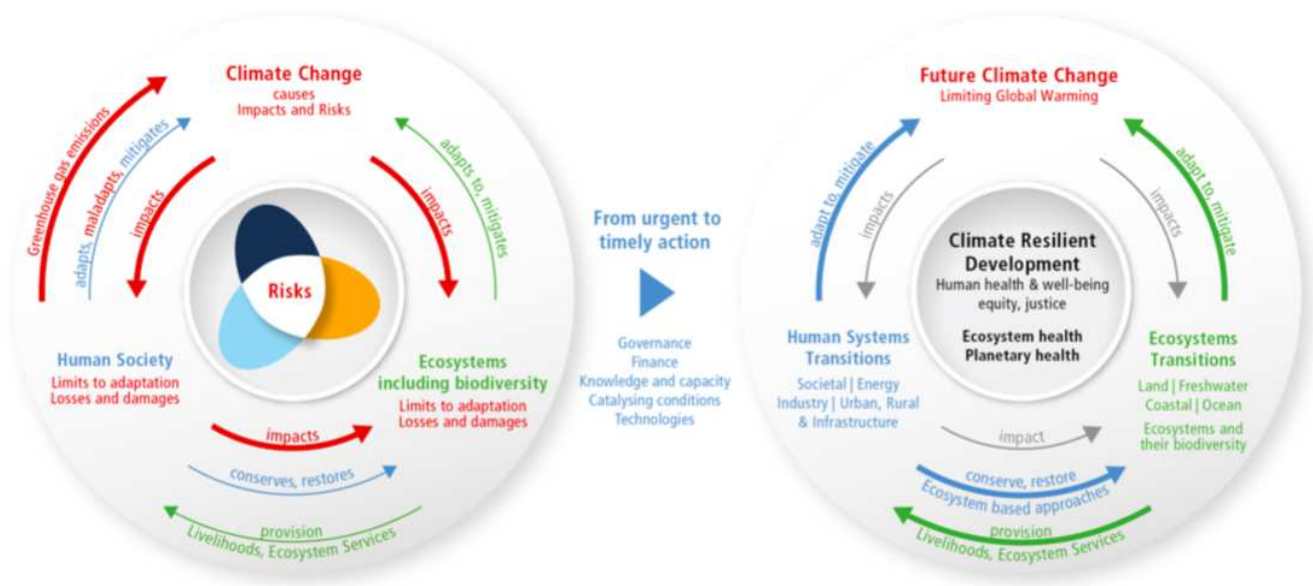 Climate Change
causes
Impacts and Risks
Greenhouse gas emissions
adapts, maladapts, mitigates
impacts
impacts
adapts to, mitigates
Risks
Human Society
Limits to adaptation
Losses and damages
Ecosystems
including biodiversity
Limits to adaptation
Losses and damages
impacts
conserves, restores
provision
Livelihoods, Ecosystem Services
From urgent to
timely action
Governance
Finance
Knowledge and capacity
Catalysing conditions
Technologies
Future Climate Change
Limiting Global Warming
adapt to, mitigate
impacts
impacts
adapt to, mitigate
Climate Resilient
Development
Human health & well-being
equity, justice
Ecosystem health
Planetary health
Human Systems
Transitions
Societal | Energy
Industry | Urban, Rural
& Infrastructure
Ecosystems
Transitions
Land | Freshwater
Coastal | Ocean
Ecosystems and
their biodiversity
impact
conserve, restore
Ecosystem based approaches
provision
Livelihoods, Ecosystem Services